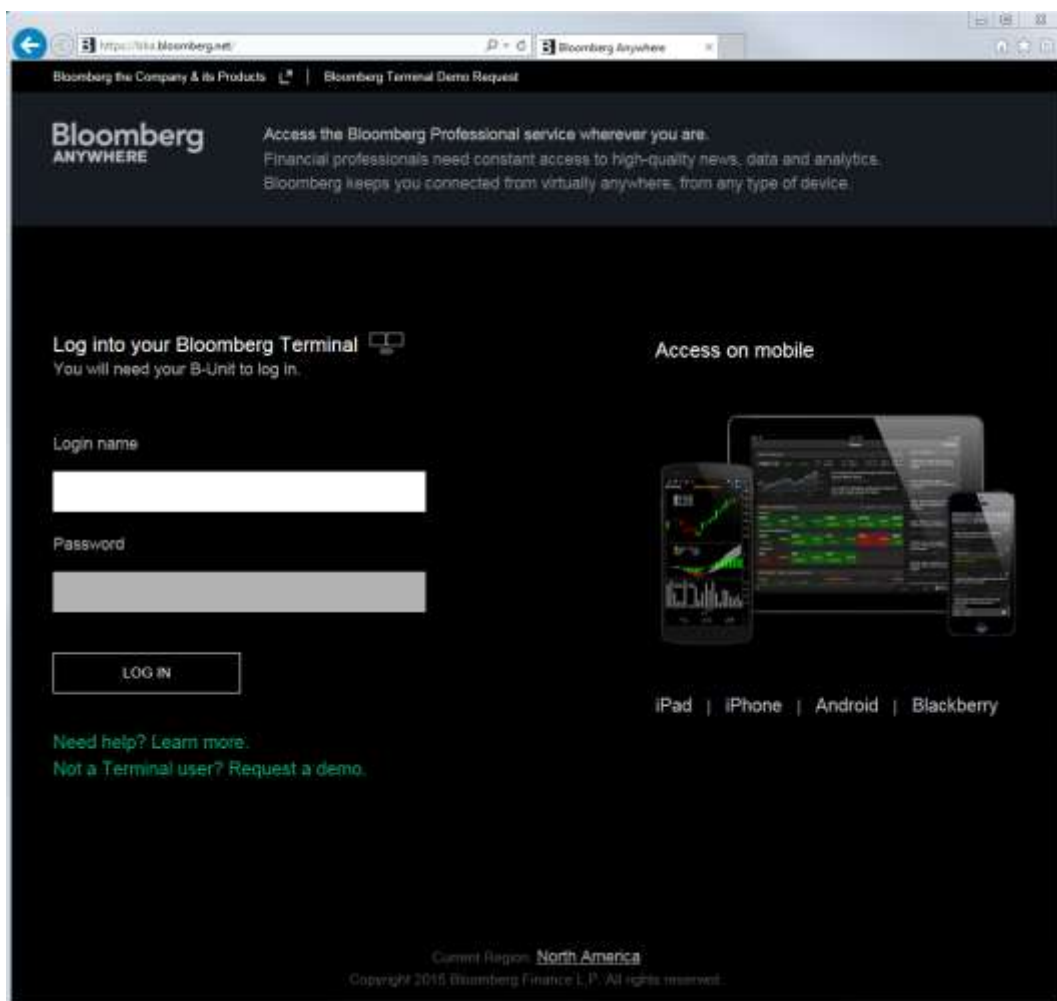 https://bba.bloomberg.net/
Bloomberg Anywhere
Bloomberg the Company & its Products | Bloomberg Terminal Demo Request
Bloomberg
ANYWHERE
Access the Bloomberg Professional service wherever you are.
Financial professionals need constant access to high-quality news, data and analytics.
Bloomberg keeps you connected from virtually anywhere, from any type of device
Log into your Bloomberg Terminal
You will need your B-Unit to log in.
Login name
Password
LOG IN
Need help? Learn more.
Not a Terminal user? Request a demo.
Access on mobile
iPad | iPhone | Android | Blackberry
Current Region: North America
Copyright 2015 Bloomberg Finance L.P. All rights reserved.